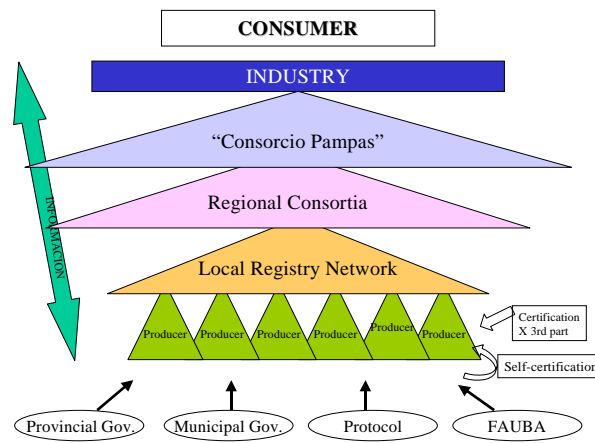 CONSUMER
INDUSTRY
“Consorcio Pampas”
Regional Consortia
INFORMACION
Local Registry Network
Producer Producer Producer Producer Producer Producer
Certification
X 3rd part
Self-certification
Provincial Gov. Municipal Gov. Protocol FAUBA